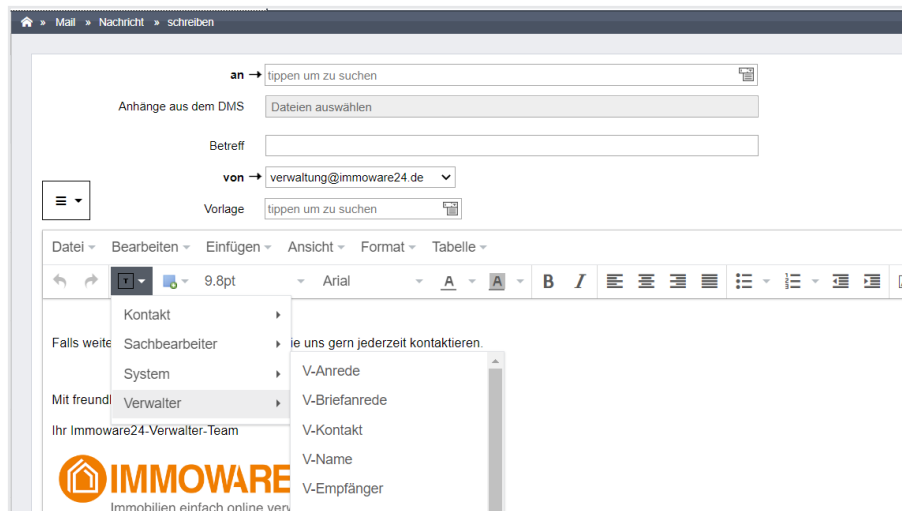 » Mail » Nachricht » schreiben
an → tippen um zu suchen
Anhänge aus dem DMS Dateien auswählen
Betreff
von → verwaltung@immoware24.de
Vorlage tippen um zu suchen
Datei Bearbeiten Einfügen Ansicht Format Tabelle
T 9.8pt Arial A A B I
Kontakt
Falls weite
Sachbearbeiter
ie uns gern jederzeit kontaktieren.
System
V-Anrede
Mit freund
Verwalter
V-Briefanrede
Ihr Immoware24-Verwalter-Team
V-Kontakt
V-Name
IMMOWARE
V-Empfänger
Immobilien einfach online verw